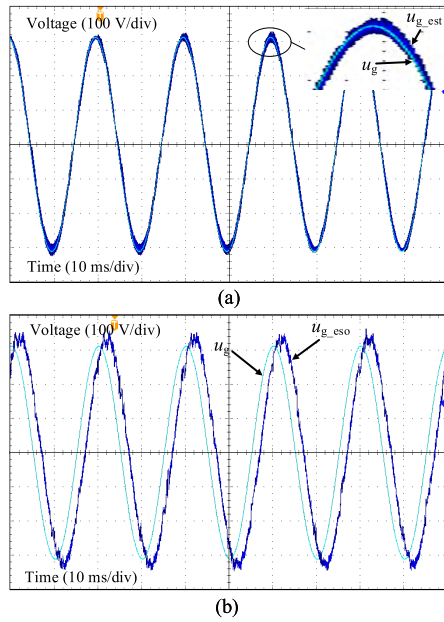 Voltage (100 V/div)
u_g_est
u_g
Time (10 ms/div)
(a)
Voltage (100 V/div)
u_g
u_g_eso
Time (10 ms/div)
(b)